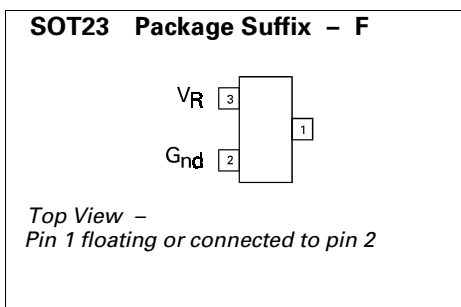 SOT23 Package Suffix – F
VR
3
1
Gnd
2
Top View –
Pin 1 floating or connected to pin 2